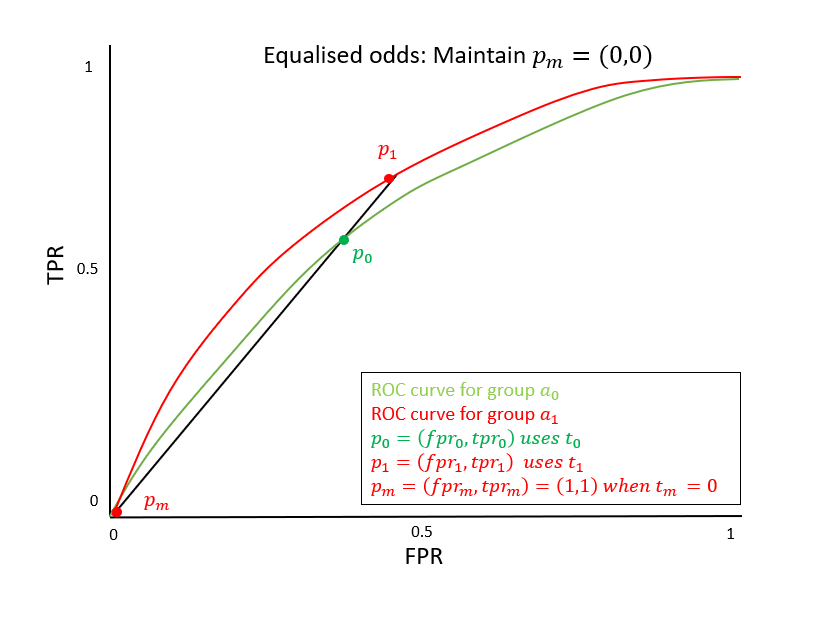 Equalised odds: Maintain pₘ = (0,0)
1
p₁
TPR
0.5
p₀
ROC curve for group a₀
ROC curve for group a₁
p₀ = (fpr₀, tpr₀) uses t₀
p₁ = (fpr₁, tpr₁) uses t₁
pₘ = (fprₘ, tprₘ) = (1,1) when tₘ = 0
0
pₘ
0
0.5
1
FPR